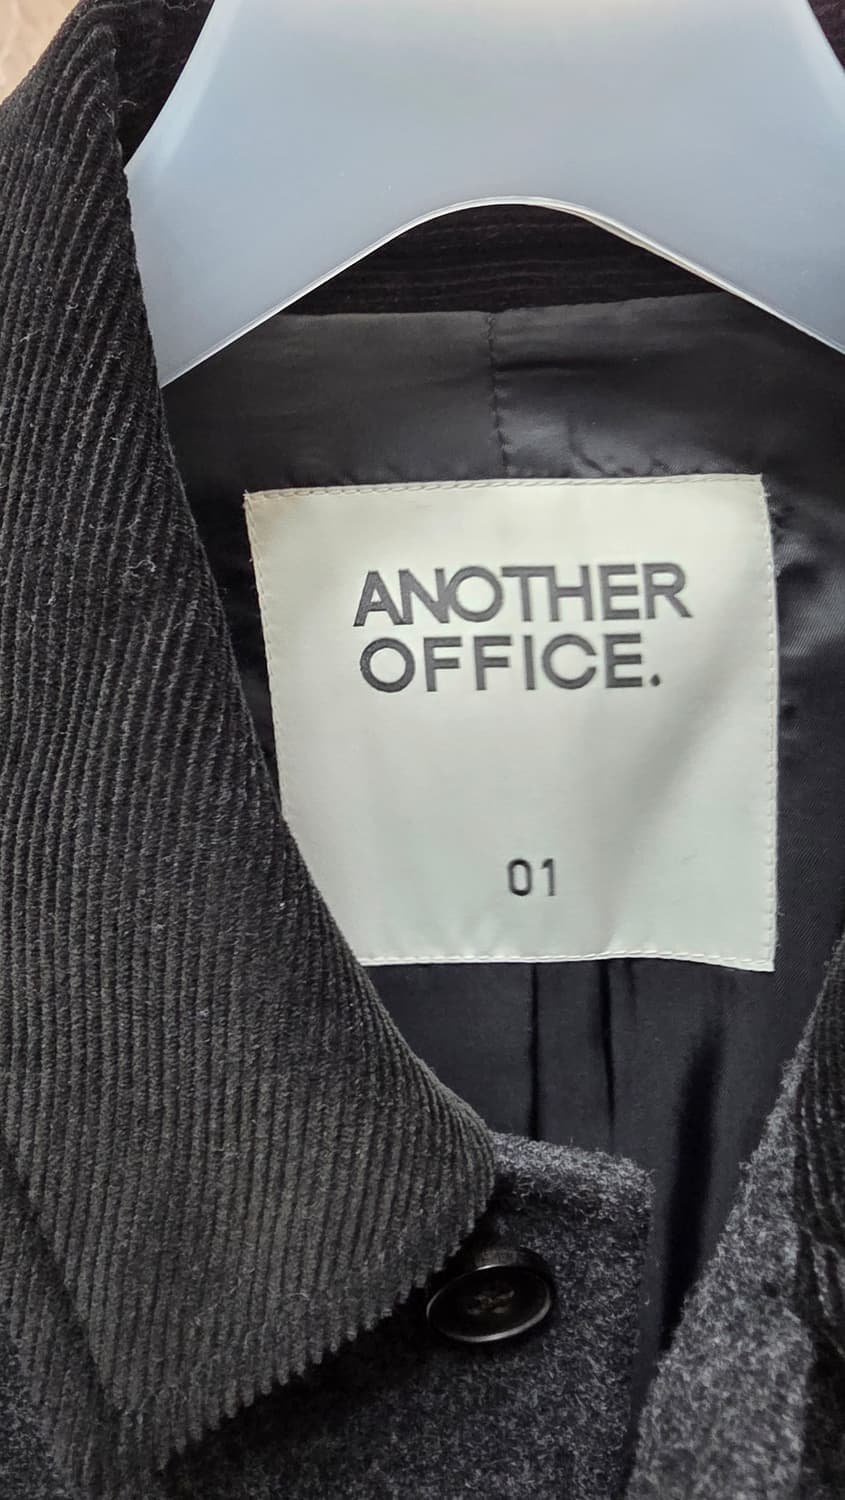 ANOTHER
OFFICE.
01